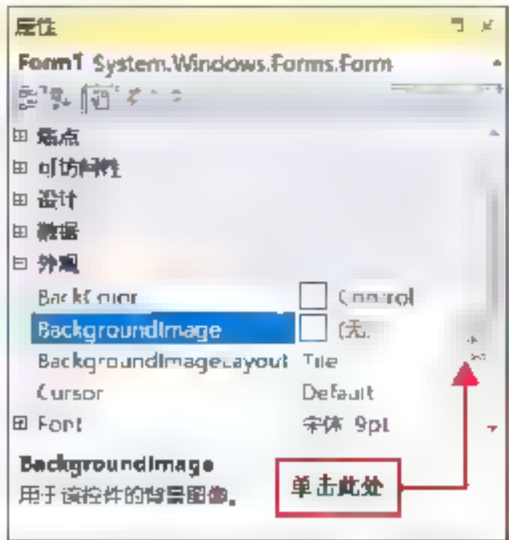 属性
Form1 System.Windows.Forms.Form
焦点
可访问性
设计
数据
外观
BackColor Control
BackgroundImage (无)
BackgroundImageLayout Tile
Cursor Default
Font 宋体, 9pt
BackgroundImage
用于该控件的背景图像。
单击此处